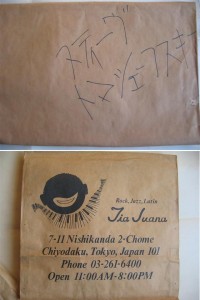 スティーヴ
トマシェフスキー
Rock, Jazz, Latin
Tia Juana
7-11 Nishikanda 2-Chome
Chiyodaku, Tokyo, Japan 101
Phone 03-261-6400
Open 11:00AM-8:00PM